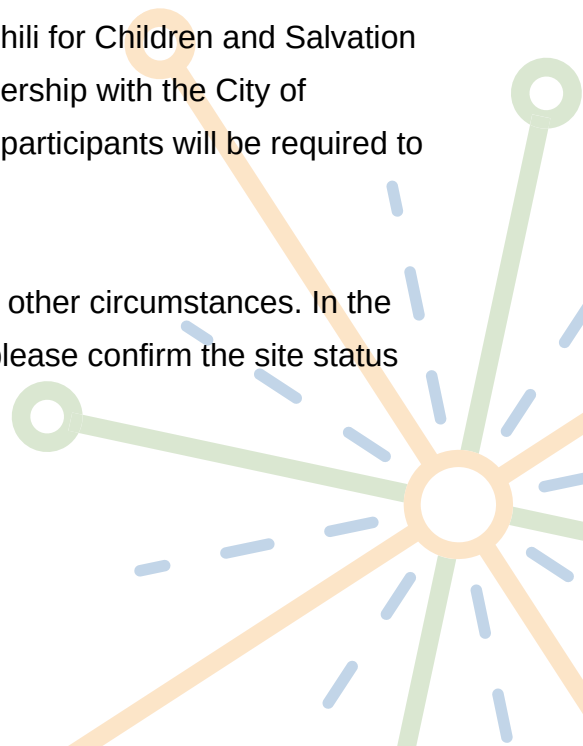 hili for Children and Salvation
ership with the City of
participants will be required to
other circumstances. In the
lease confirm the site status